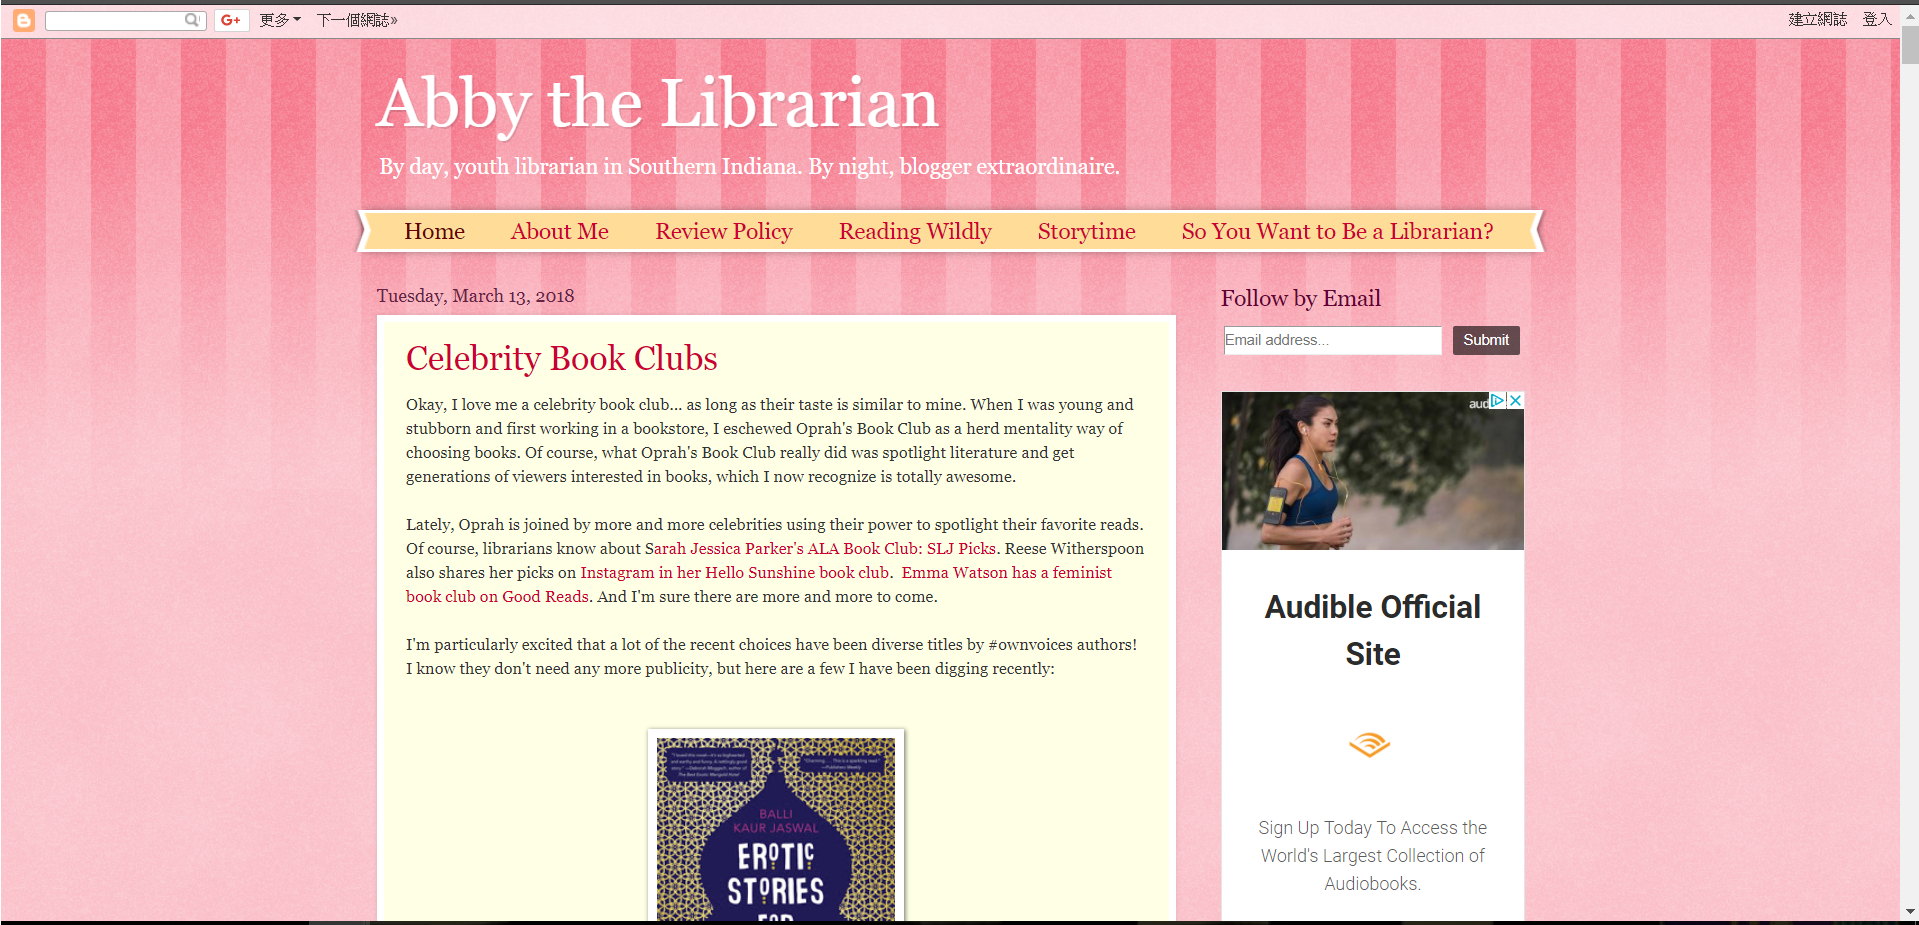 G+ 更多 下一個網誌» 建立網誌 登入
Abby the Librarian
By day, youth librarian in Southern Indiana. By night, blogger extraordinaire.
Home About Me Review Policy Reading Wildly Storytime So You Want to Be a Librarian?
Tuesday, March 13, 2018
Celebrity Book Clubs
Okay, I love me a celebrity book club... as long as their taste is similar to mine. When I was young and
stubborn and first working in a bookstore, I eschewed Oprah's Book Club as a herd mentality way of
choosing books. Of course, what Oprah's Book Club really did was spotlight literature and get
generations of viewers interested in books, which I now recognize is totally awesome.
Lately, Oprah is joined by more and more celebrities using their power to spotlight their favorite reads.
Of course, librarians know about Sarah Jessica Parker's ALA Book Club: SLJ Picks. Reese Witherspoon
also shares her picks on Instagram in her Hello Sunshine book club.  Emma Watson has a feminist
book club on Good Reads. And I'm sure there are more and more to come.
I'm particularly excited that a lot of the recent choices have been diverse titles by #ownvoices authors!
I know they don't need any more publicity, but here are a few I have been digging recently:
BALLI
KAUR JASWAL
EROTIC
STORIES
FOR
Follow by Email
Email address...
Submit
aud
Audible Official
Site
Sign Up Today To Access the
World's Largest Collection of
Audiobooks.